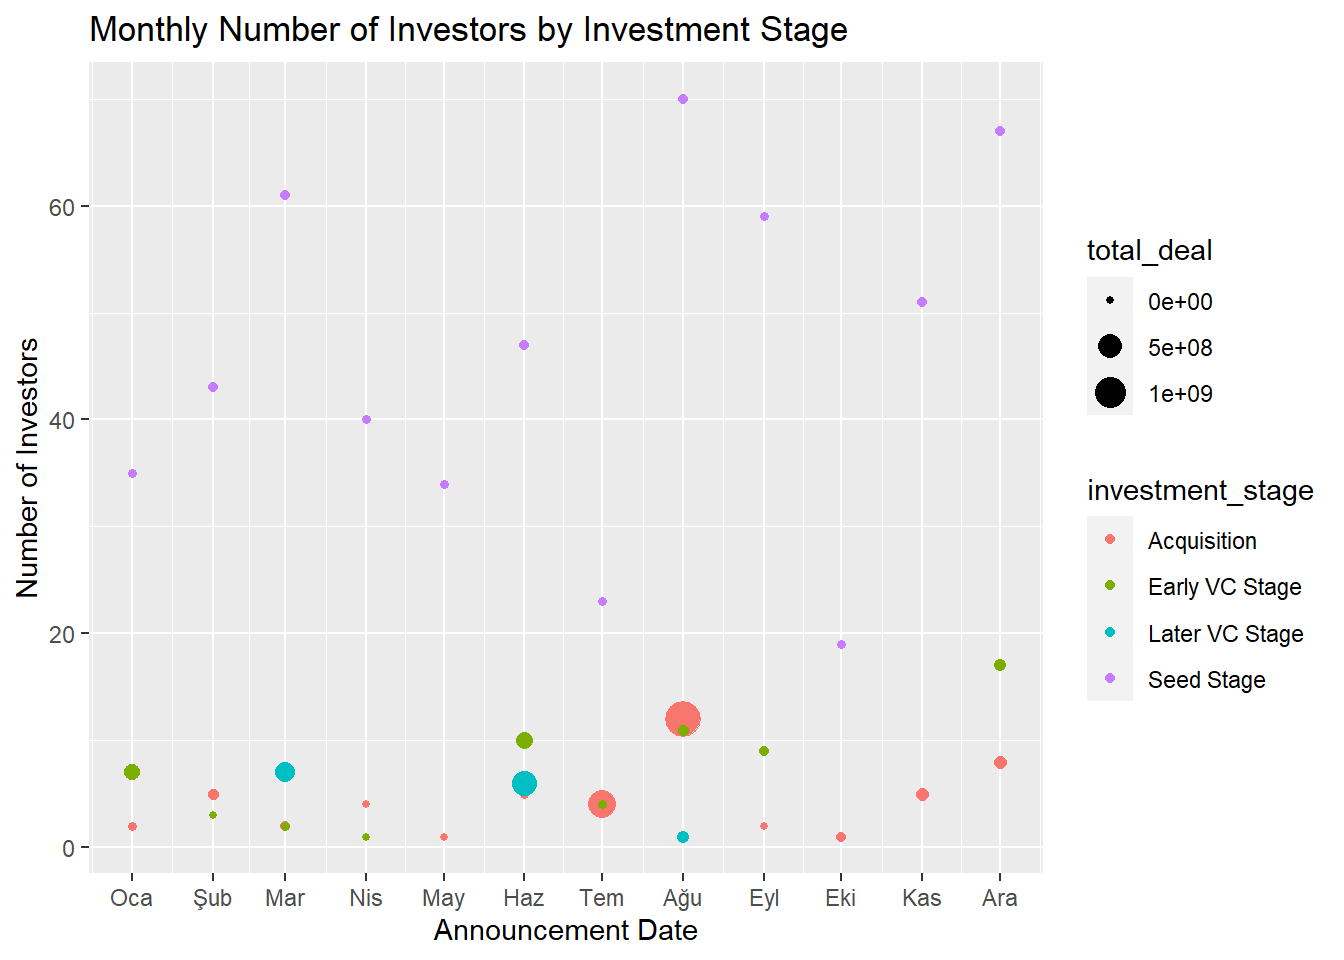 Monthly Number of Investors by Investment Stage
Number of Investors
60
40
20
0
Oca Şub Mar Nis May Haz Tem Ağu Eyl Eki Kas Ara
Announcement Date
total_deal
0e+00
5e+08
1e+09
investment_stage
Acquisition
Early VC Stage
Later VC Stage
Seed Stage